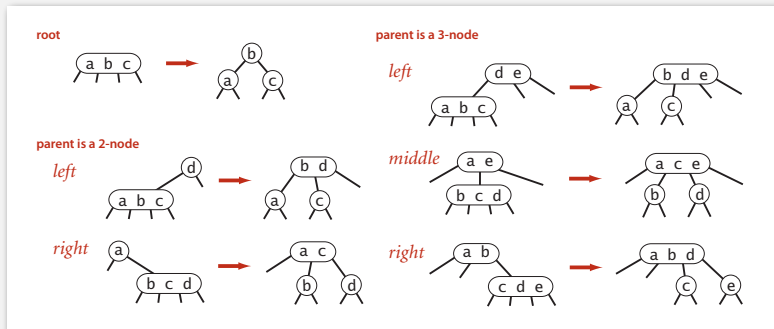 root
a b c
b
a
c
parent is a 2-node
left
d
a b c
b d
a
c
right
a
b c d
a c
b
d
parent is a 3-node
left
d e
a b c
b d e
a
c
middle
a e
b c d
a c e
b
d
right
a b
c d e
a b d
c
e